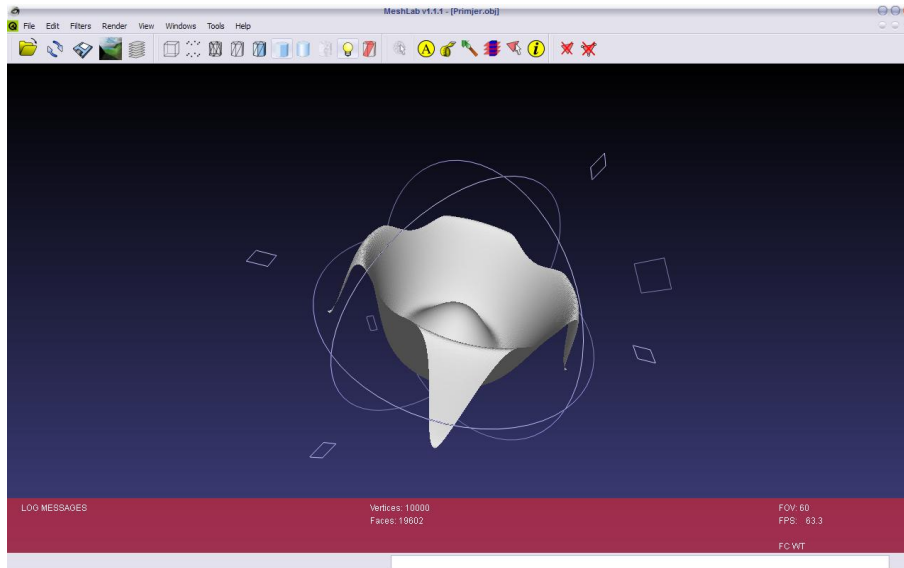 MeshLab v1.1.1 - [Primjer.obj]
File Edit Filters Render View Windows Tools Help
A i
LOG MESSAGES Vertices: 10000 FOV: 60
Faces: 19602 FPS: 63.3
FC WT